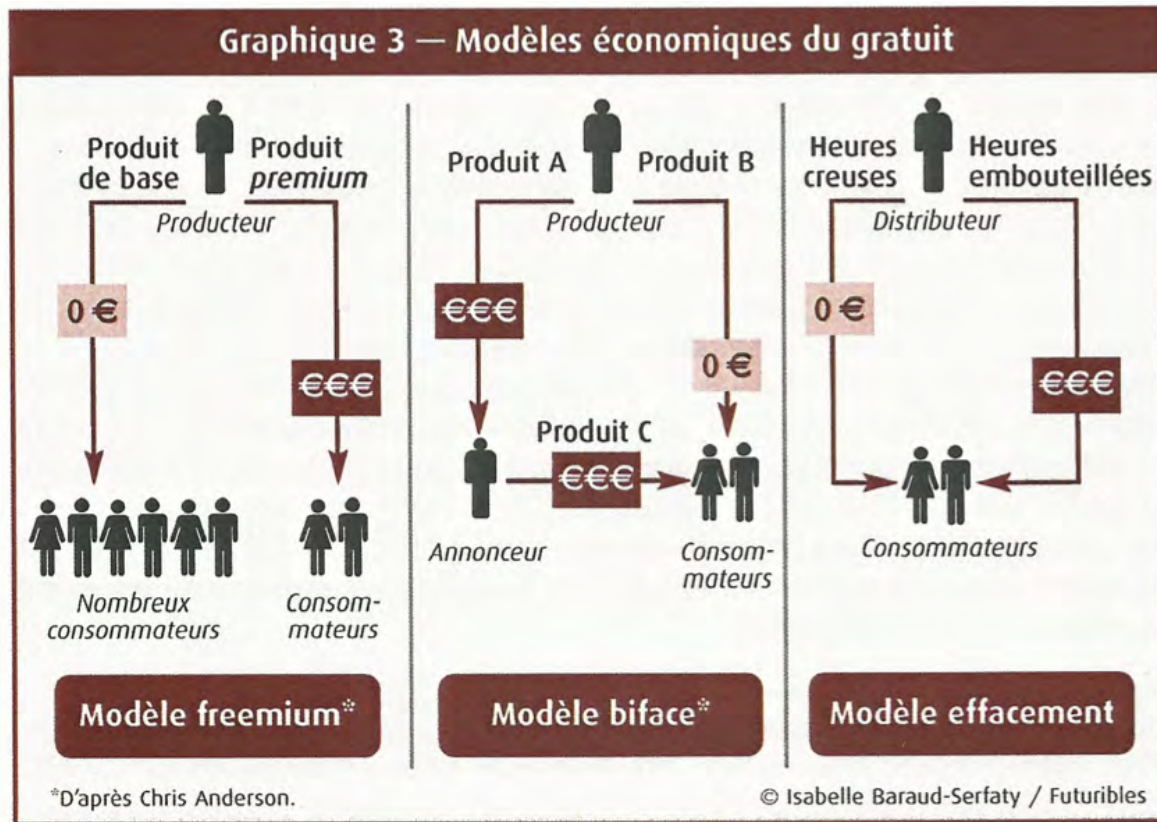 Graphique 3 — Modèles économiques du gratuit
Produit
de base
Produit
premium
Producteur
0 €
€€€
Nombreux
consommateurs
Consom-
mateurs
Modèle freemium*
Produit A
Produit B
Producteur
€€€
0 €
Produit C
€€€
Annonceur
Consom-
mateurs
Modèle biface*
Heures
creuses
Heures
embouteillées
Distributeur
0 €
€€€
Consommateurs
Modèle effacement
*D'après Chris Anderson.
© Isabelle Baraud-Serfaty / Futuribles